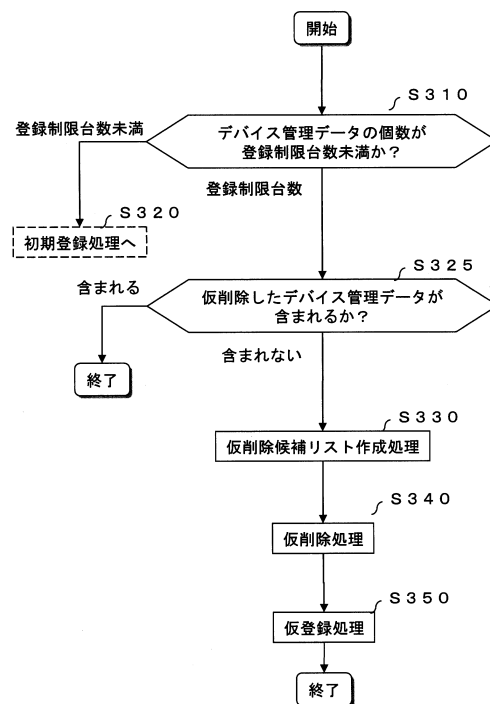 開始
S310
デバイス管理データの個数が
登録制限台数未満か？
登録制限台数未満
登録制限台数
S320
初期登録処理へ
S325
仮削除したデバイス管理データが
含まれるか？
含まれる
含まれない
終了
S330
仮削除候補リスト作成処理
S340
仮削除処理
S350
仮登録処理
終了